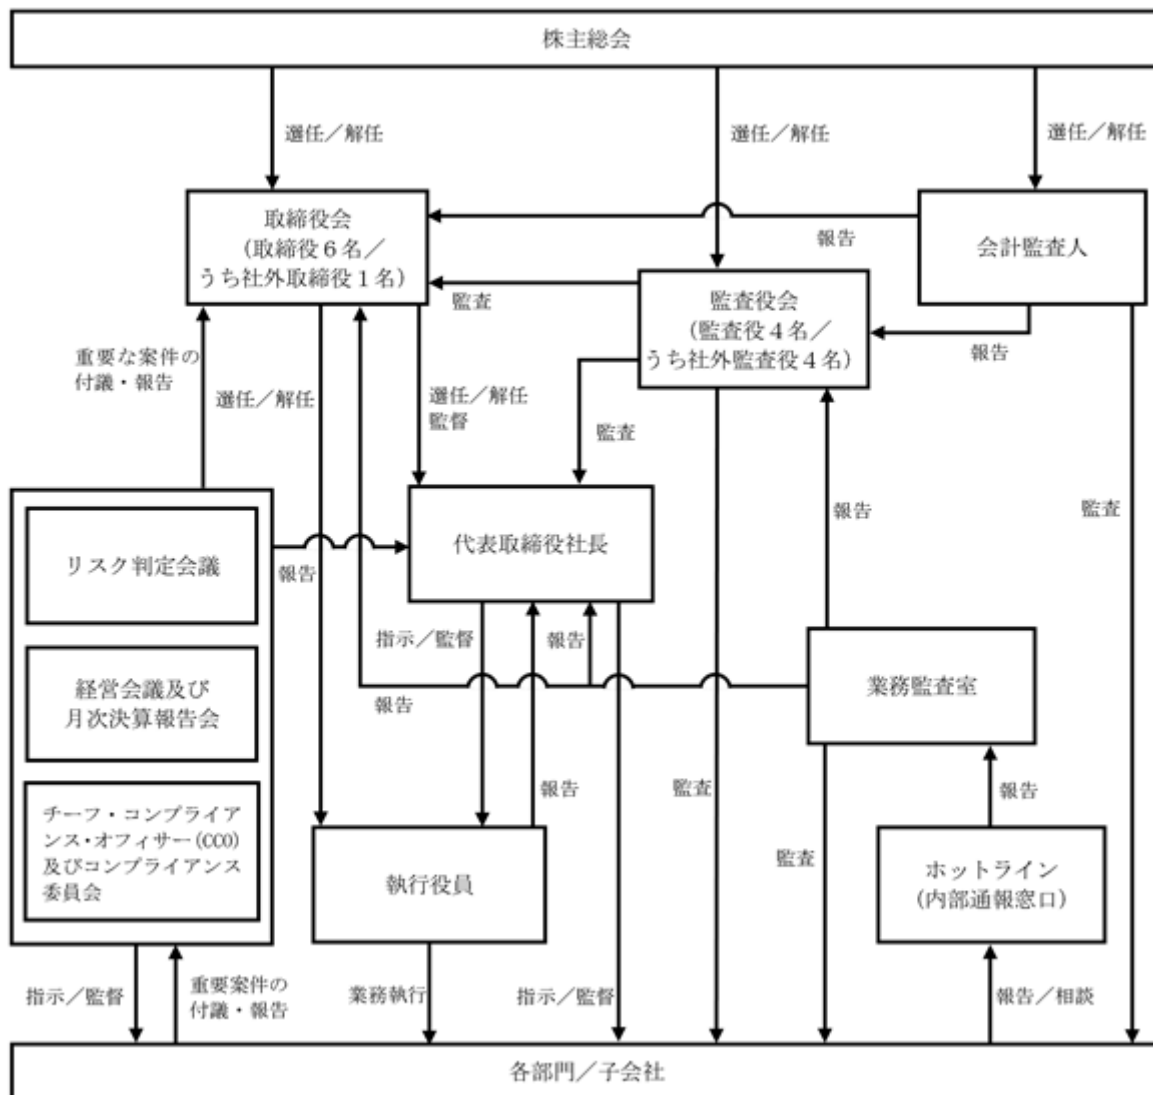 株主総会
選任／解任
選任／解任
選任／解任
取締役会
（取締役６名／
うち社外取締役１名）
報告
会計監査人
監査
監査役会
（監査役４名／
うち社外監査役４名）
報告
重要な案件の
付議・報告
選任／解任
選任／解任
監督
監査
報告
監査
リスク判定会議
報告
代表取締役社長
指示／監督
報告
経営会議及び
月次決算報告会
報告
業務監査室
チーフ・コンプライア
ンス・オフィサー(CCO)
及びコンプライアンス
委員会
報告
監査
報告
監査
執行役員
ホットライン
（内部通報窓口）
指示／監督
重要案件の
付議・報告
業務執行
指示／監督
報告／相談
各部門／子会社